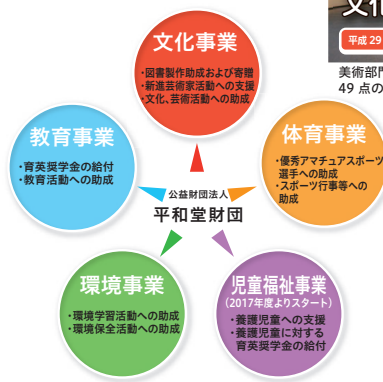 文化事業
・図書製作助成および寄贈
・新進芸術家活動への支援
・文化、芸術活動への助成
平成29
美術部門
49点の
教育事業
・育英奨学金の給付
・教育活動への助成
体育事業
・優秀アマチュアスポーツ
選手への助成
・スポーツ行事等への
助成
公益財団法人
平和堂財団
環境事業
・環境学習活動への助成
・環境保全活動への助成
児童福祉事業
(2017年度よりスタート)
・養護児童への支援
・養護児童に対する
育英奨学金の給付